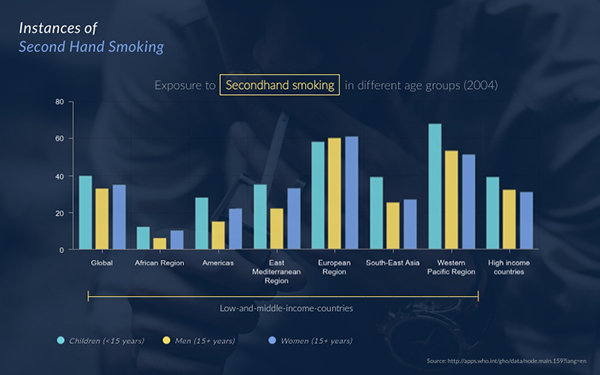 Instances of
Second Hand Smoking
Exposure to Secondhand smoking in different age groups (2004)
80
60
40
20
0
Global
African Region
Americas
East
Mediterranean
Region
European
Region
South-East Asia
Western
Pacific Region
High income
countries
Low-and-middle-income-countries
Children (<15 years)
Men (15+ years)
Women (15+ years)
Source: http://apps.who.int/gho/data/node.main.159?lang=en